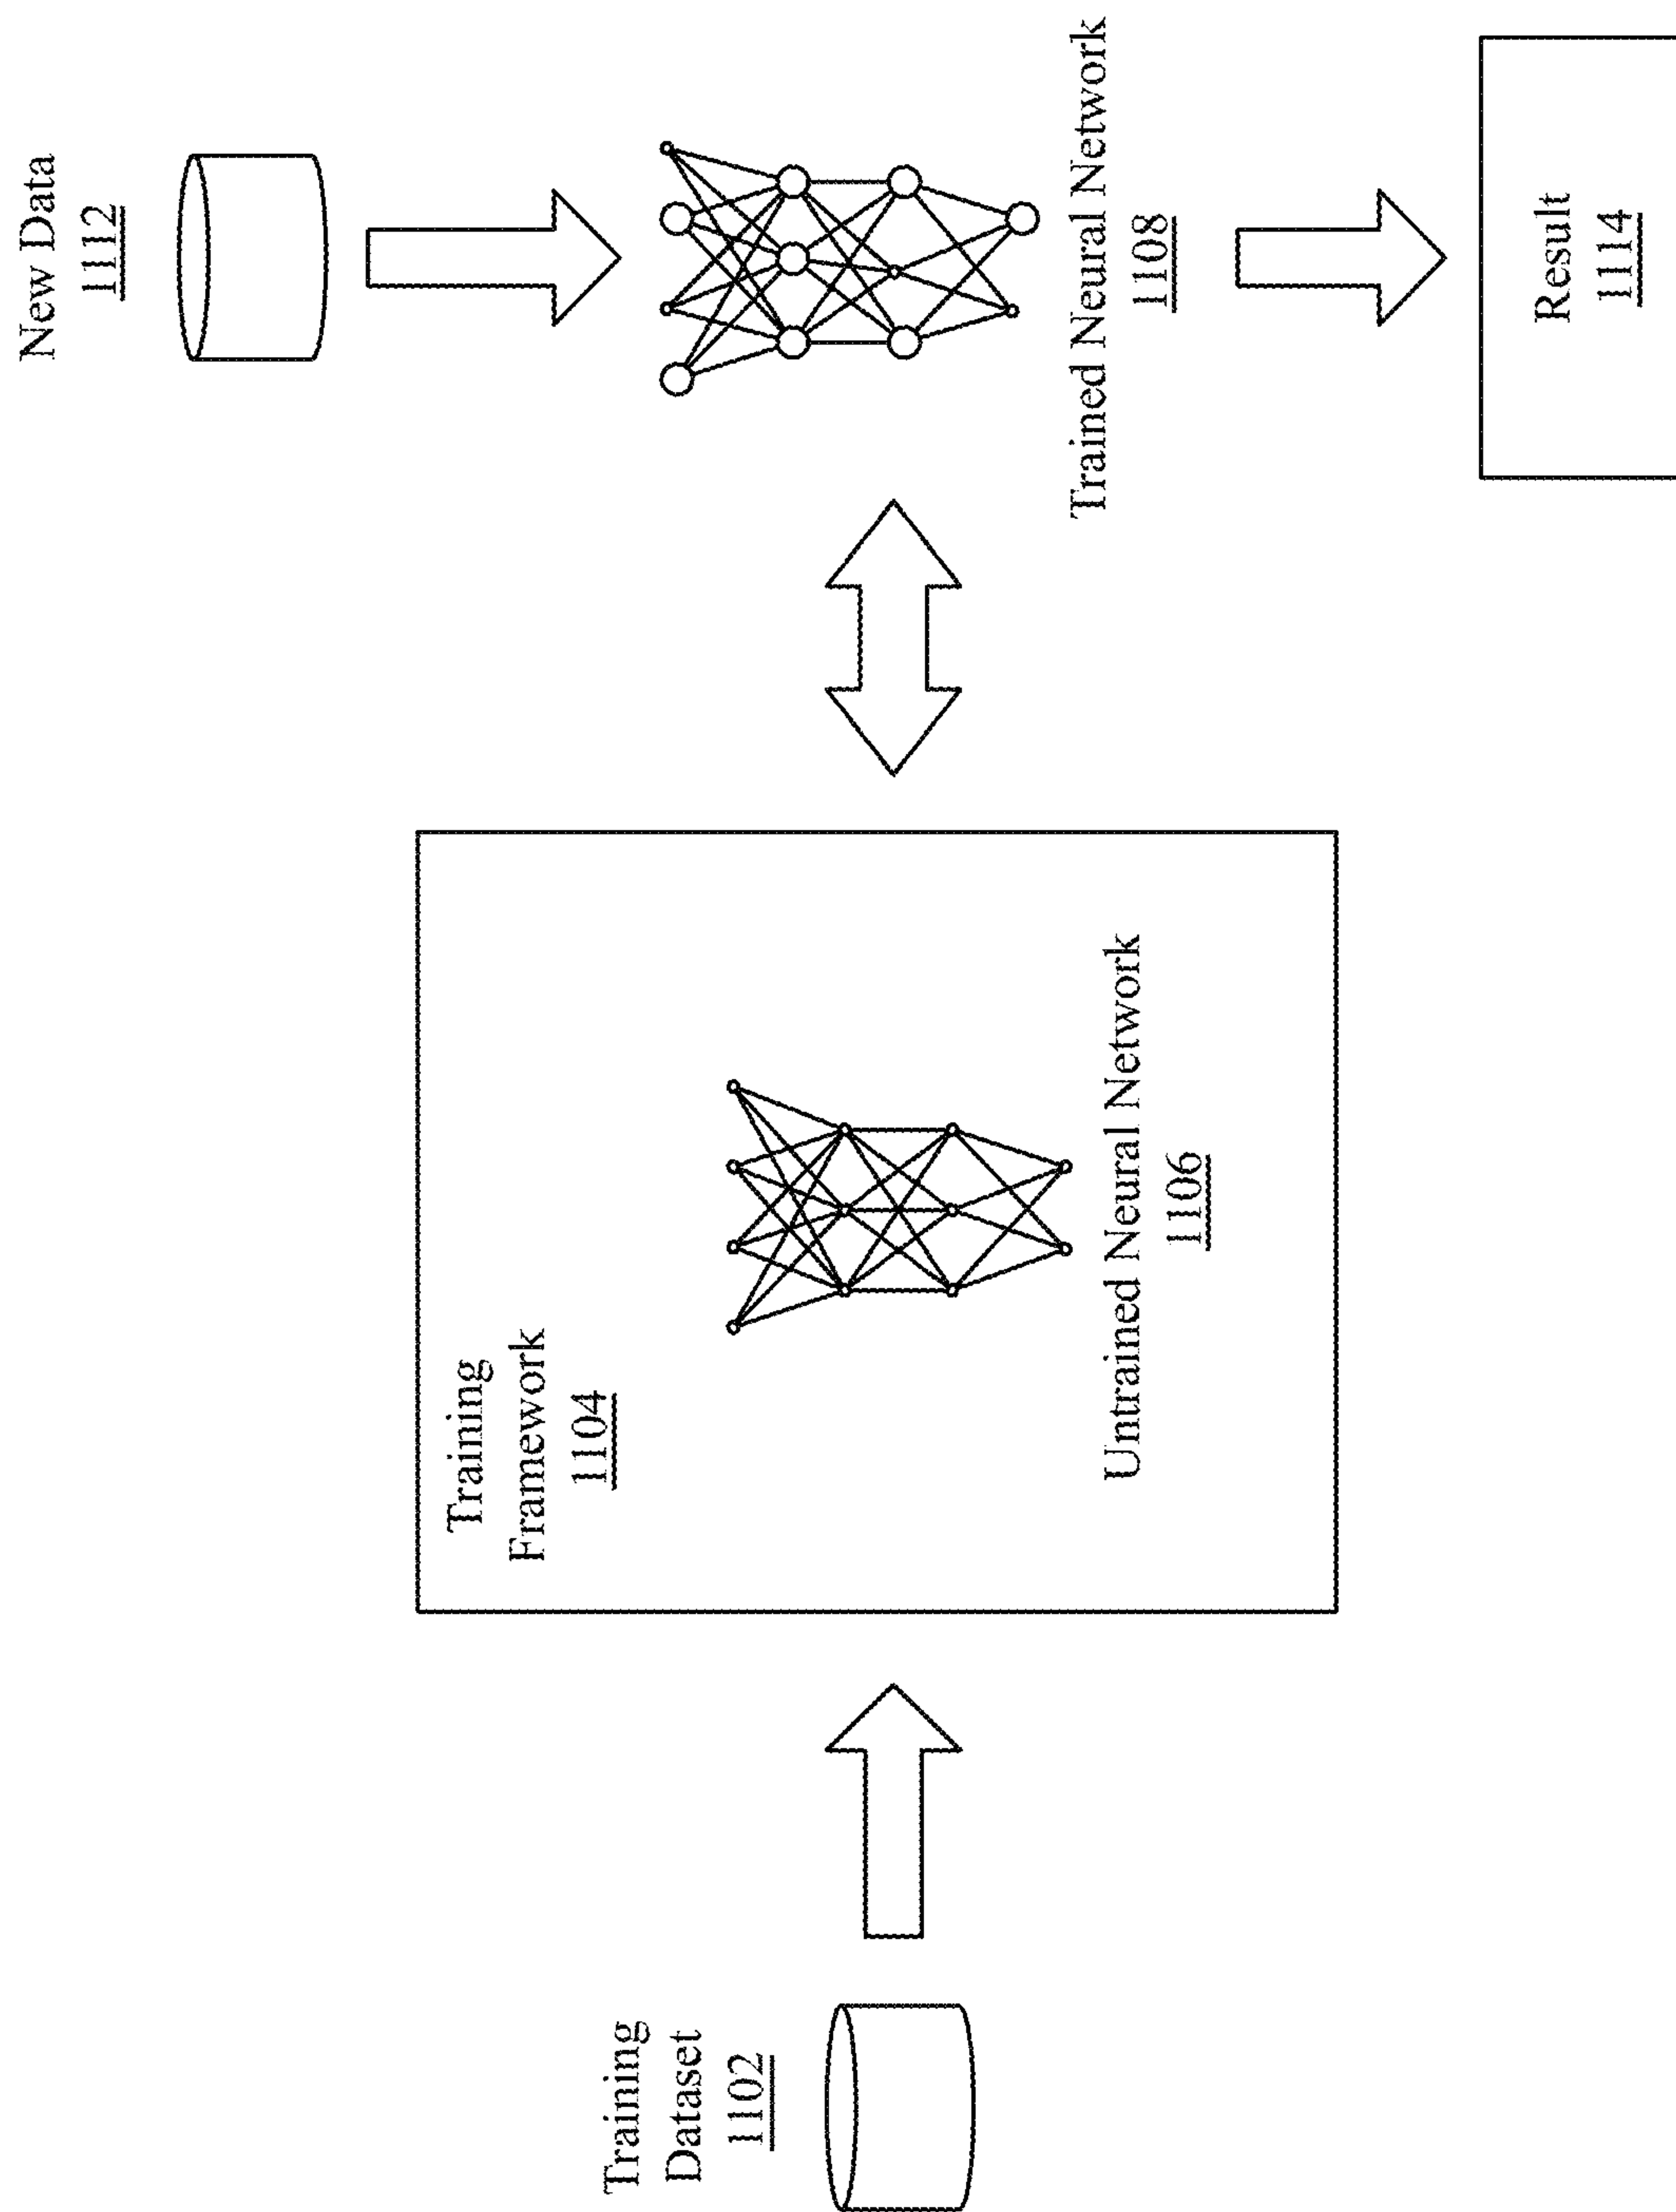 Training
Dataset
1102
Training
Framework
1104
Untrained Neural Network
1106
New Data
1112
Trained Neural Network
1108
Result
1114